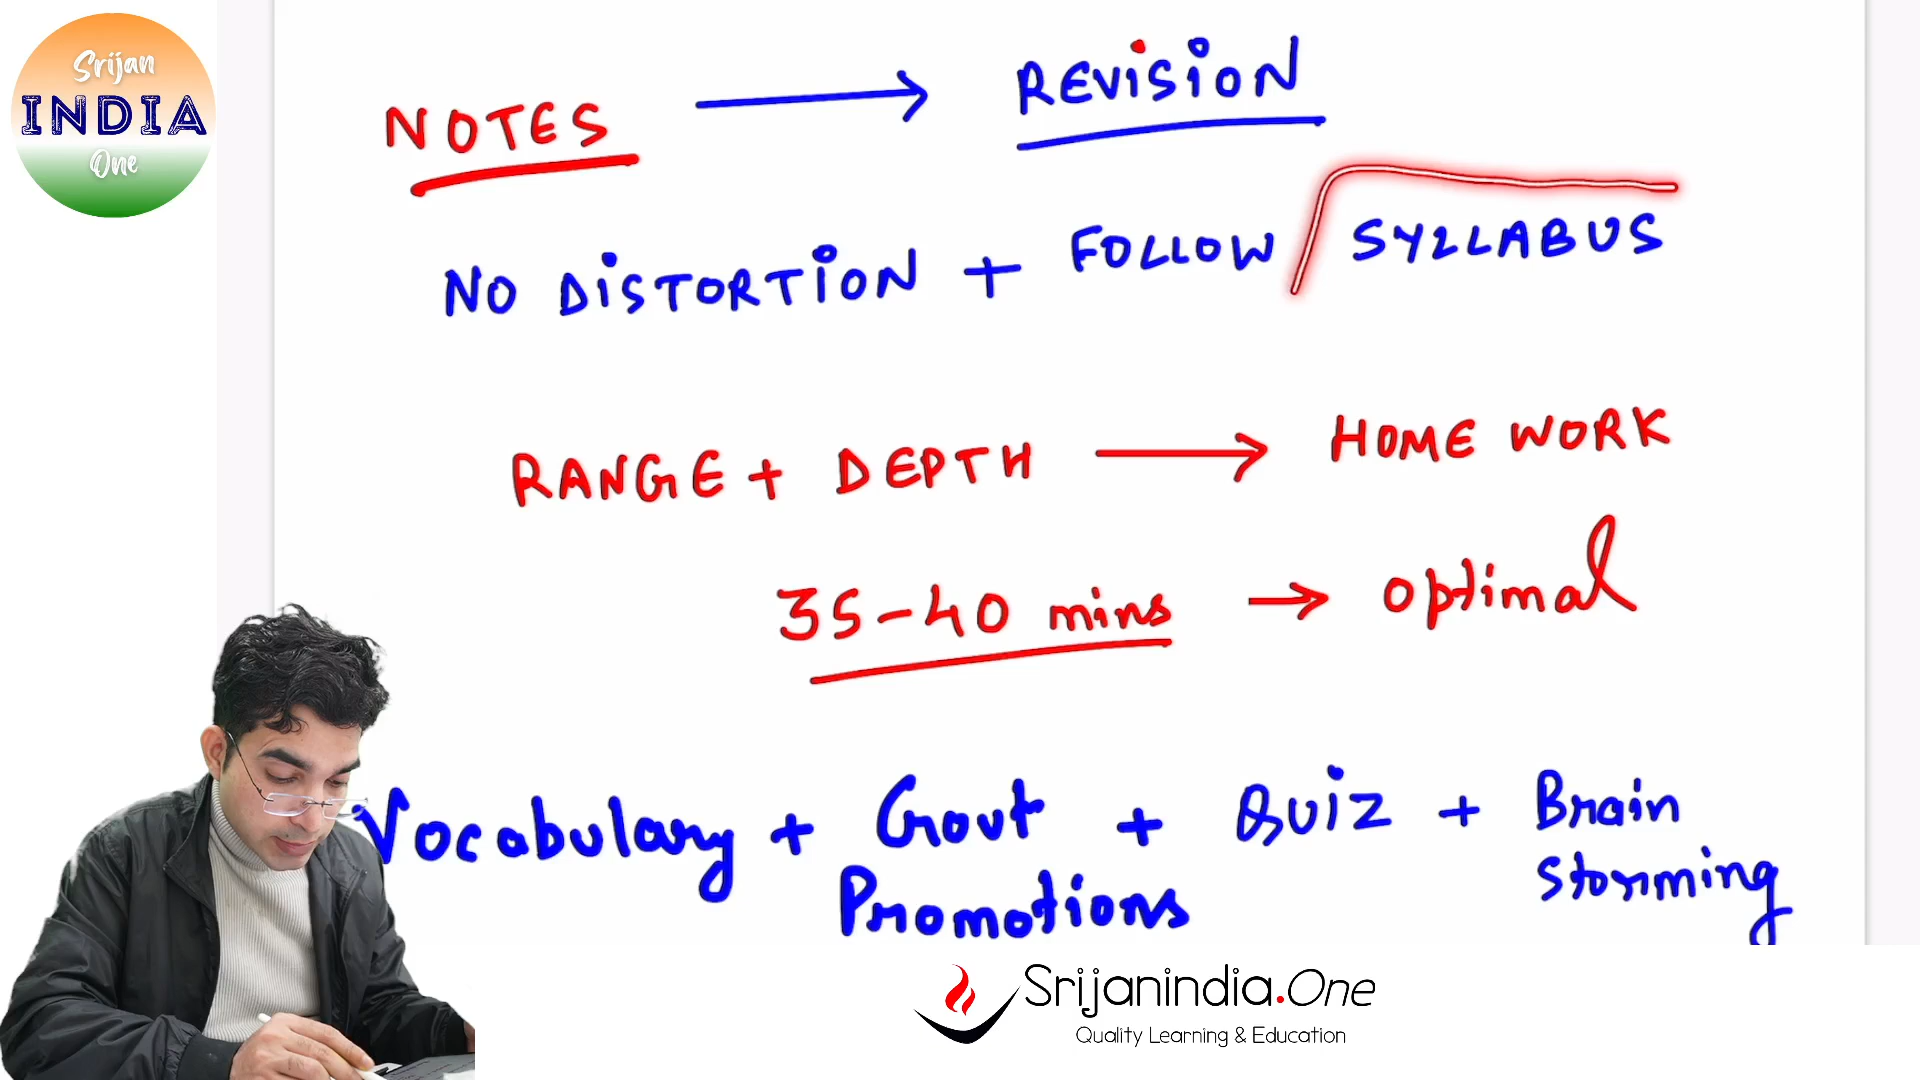 Srijan
INDIA
One
NOTES → REVISION
NO DISTORTION + FOLLOW SYLLABUS
RANGE + DEPTH → HOME WORK
35-40 mins → optimal
Vocabulary + Govt Promotions + QUIZ + Brain storming
Srijanindia.One
Quality Learning & Education